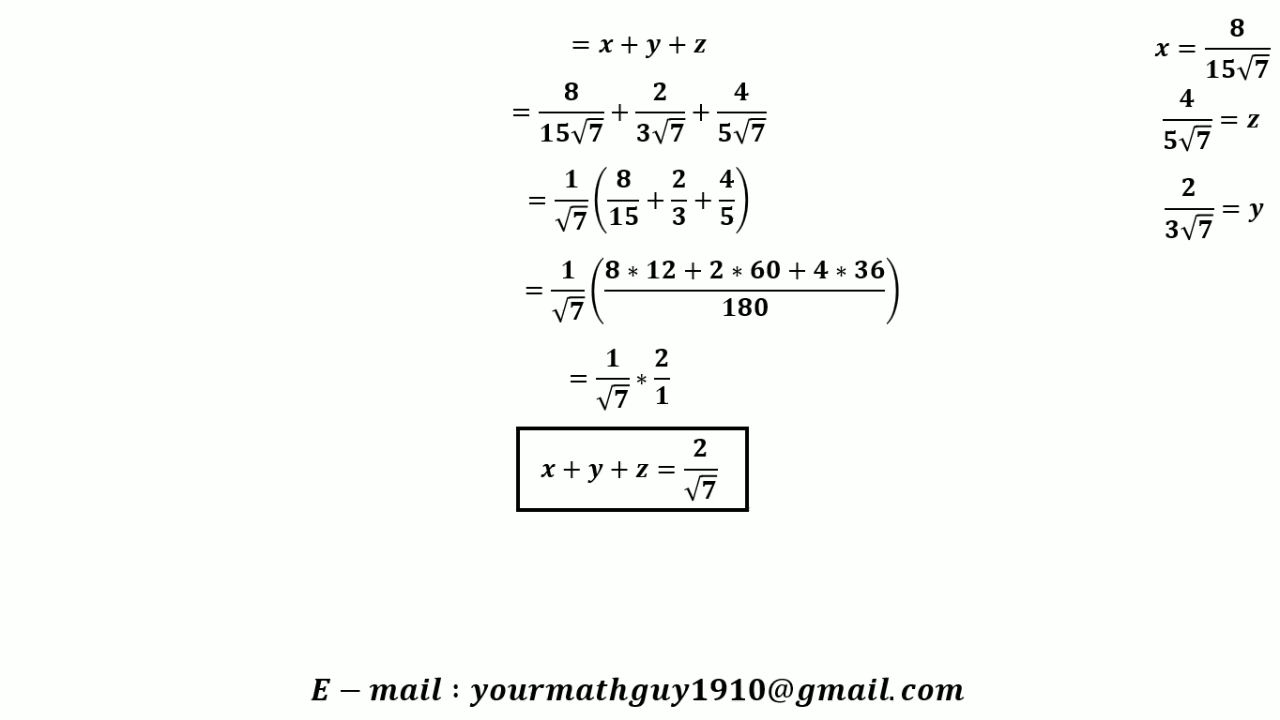 = x + y + z
= 8/(15√7) + 2/(3√7) + 4/(5√7)
= 1/√7 (8/15 + 2/3 + 4/5)
= 1/√7 ((8 * 12 + 2 * 60 + 4 * 36)/180)
= 1/√7 * 2/1
x + y + z = 2/√7
x = 8/(15√7)
4/(5√7) = z
2/(3√7) = y
E − mail : yourmathguy1910@gmail.com